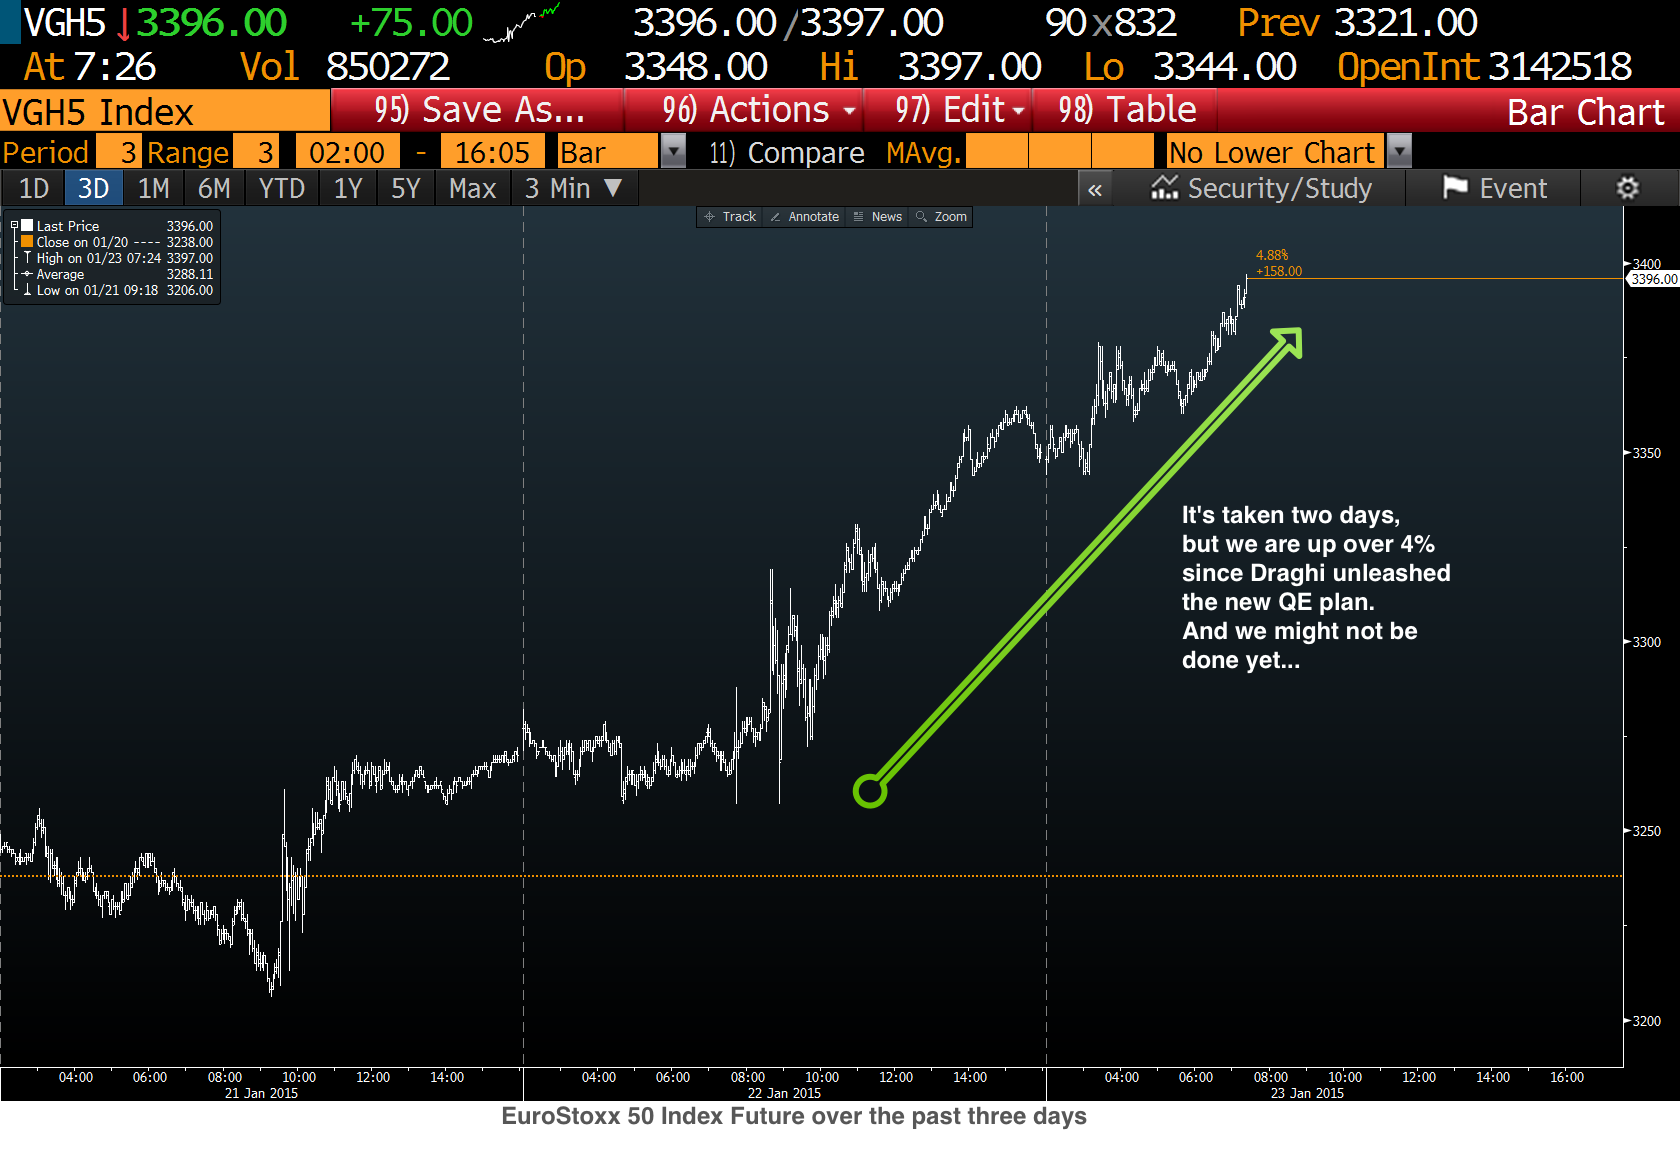 VGH5 ↓3396.00 +75.00 3396.00 /3397.00 90x832 Prev 3321.00
At 7:26 Vol 850272 Op 3348.00 Hi 3397.00 Lo 3344.00 OpenInt 3142518
VGH5 Index 95) Save As... 96) Actions 97) Edit 98) Table Bar Chart
Period 3 Range 3 02:00 - 16:05 Bar 11) Compare MAvg. No Lower Chart
1D 3D 1M 6M YTD 1Y 5Y Max 3 Min ▼ « Security/Study Event
Track Annotate News Zoom
Last Price 3396.00
Close on 01/20 ---- 3238.00
High on 01/23 07:24 3397.00
Average 3288.11
Low on 01/21 09:18 3206.00
4.88%
+158.00
3400
3396.00
3350
It's taken two days,
but we are up over 4%
since Draghi unleashed
the new QE plan.
And we might not be
done yet...
3300
3250
3200
04:00 06:00 08:00 10:00 12:00 14:00 04:00 06:00 08:00 10:00 12:00 14:00 04:00 06:00 08:00 10:00 12:00 14:00 16:00
21 Jan 2015 22 Jan 2015 23 Jan 2015
EuroStoxx 50 Index Future over the past three days